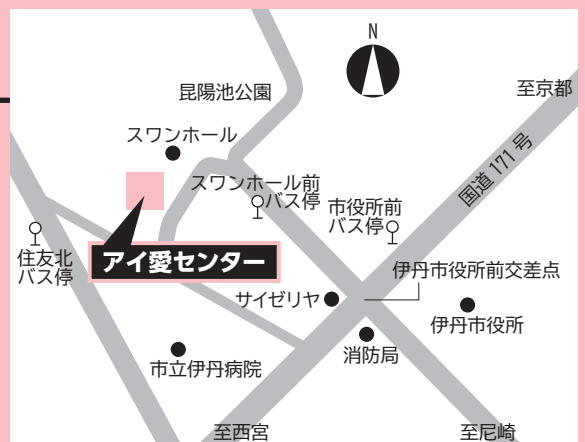 N
昆陽池公園
至京都
スワンホール
国道171号
スワンホール前
バス停
市役所前
バス停
住友北
バス停
アイ愛センター
伊丹市役所前交差点
サイゼリヤ
伊丹市役所
消防局
市立伊丹病院
至西宮
至尼崎